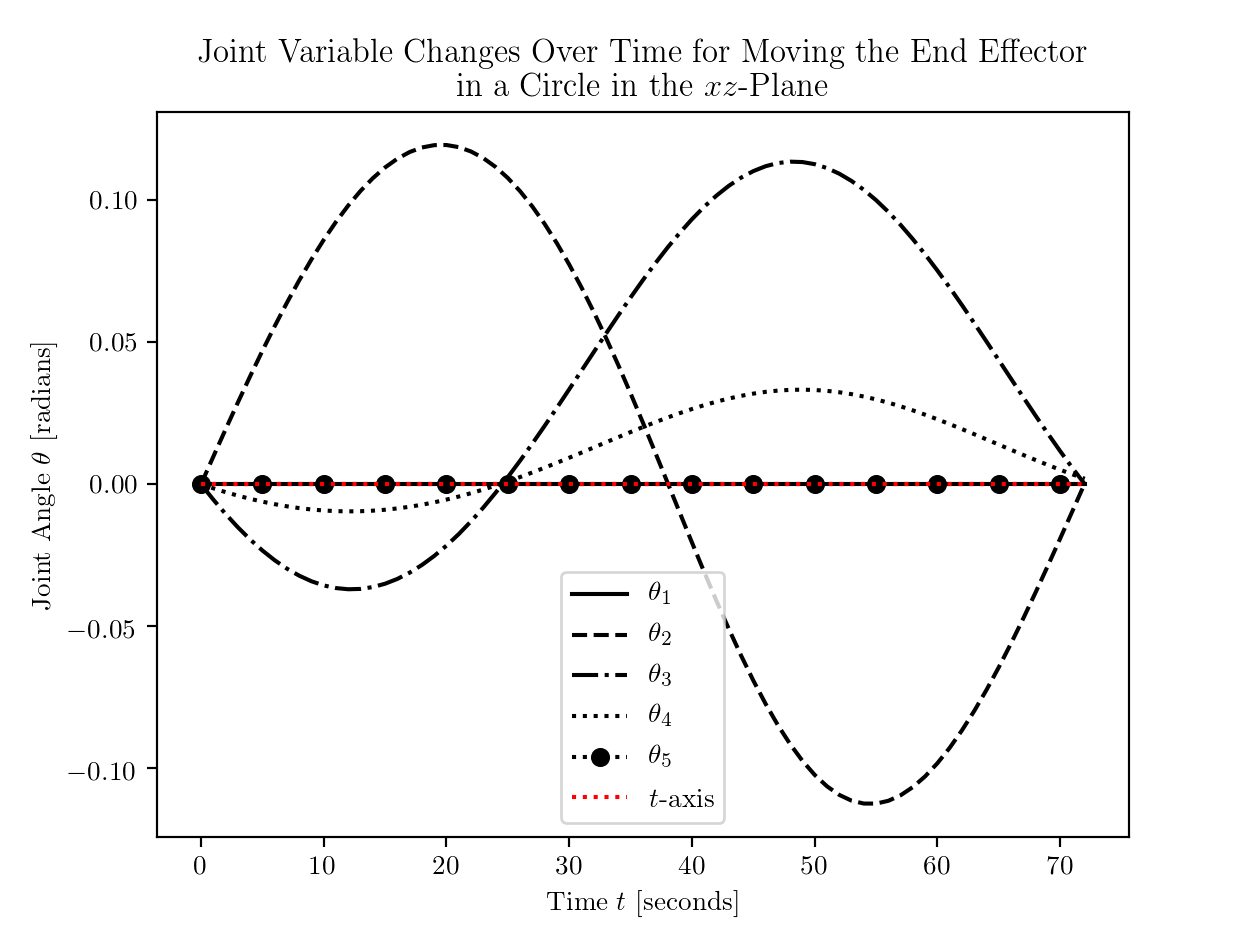 Joint Variable Changes Over Time for Moving the End Effector
in a Circle in the xz-Plane
Joint Angle θ [radians]
0.10
0.05
0.00
−0.05
−0.10
θ₁
θ₂
θ₃
θ₄
θ₅
t-axis
0 10 20 30 40 50 60 70
Time t [seconds]